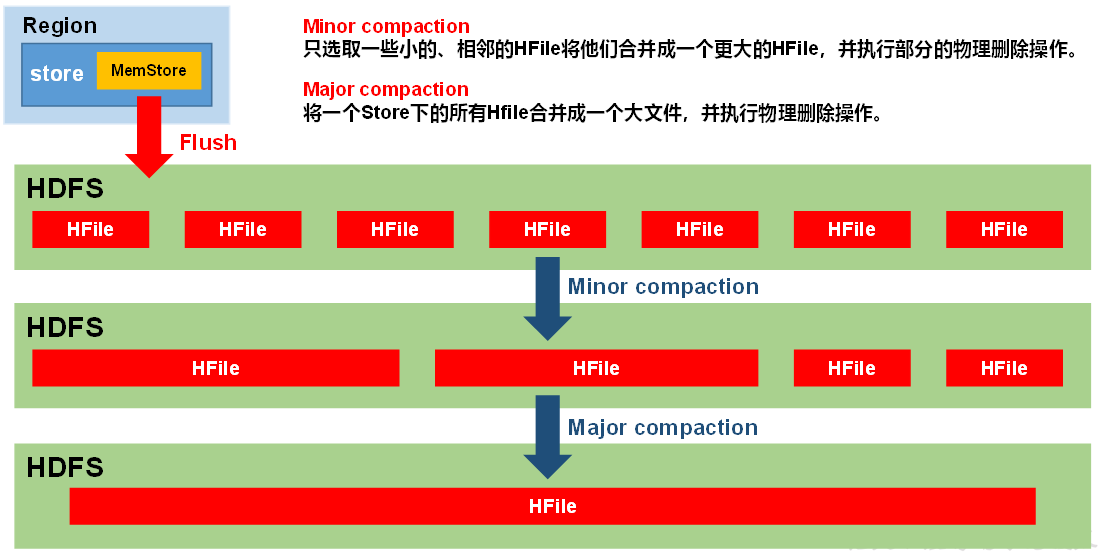 Region
store
MemStore
Flush
Minor compaction
只选取一些小的、相邻的HFile将他们合并成一个更大的HFile，并执行部分的物理删除操作。
Major compaction
将一个Store下的所有Hfile合并成一个大文件，并执行物理删除操作。
HDFS
HFile HFile HFile HFile HFile HFile HFile
Minor compaction
HDFS
HFile HFile HFile HFile
Major compaction
HDFS
HFile